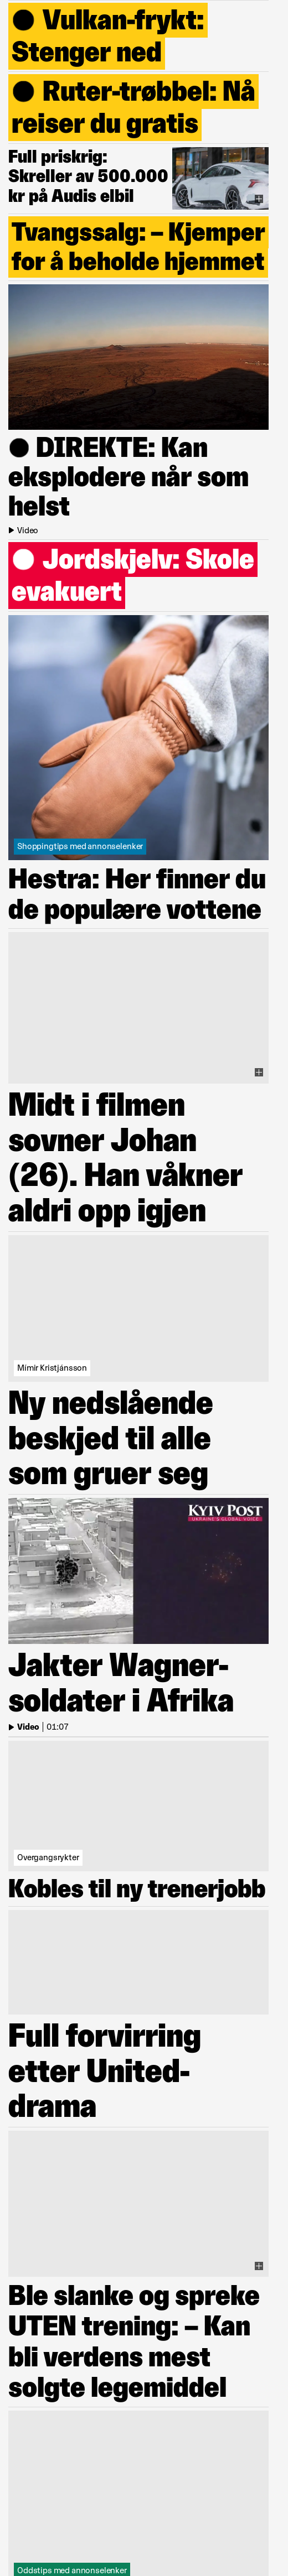 ● Vulkan-frykt:
Stenger ned
● Ruter-trøbbel: Nå
reiser du gratis
Full priskrig:
Skreller av 500.000
kr på Audis elbil
Tvangssalg: – Kjemper
for å beholde hjemmet
● DIREKTE: Kan
eksplodere når som
helst
Video
● Jordskjelv: Skole
evakuert
Shoppingtips med annonselenker
Hestra: Her finner du
de populære vottene
Midt i filmen
sovner Johan
(26). Han våkner
aldri opp igjen
Mímir Kristjánsson
Ny nedslående
beskjed til alle
som gruer seg
KYIV POST
UKRAINE'S GLOBAL VOICE
Jakter Wagner-
soldater i Afrika
Video | 01:07
Overgangsrykter
Kobles til ny trenerjobb
Full forvirring
etter United-
drama
Ble slanke og spreke
UTEN trening: – Kan
bli verdens mest
solgte legemiddel
Oddstips med annonselenker